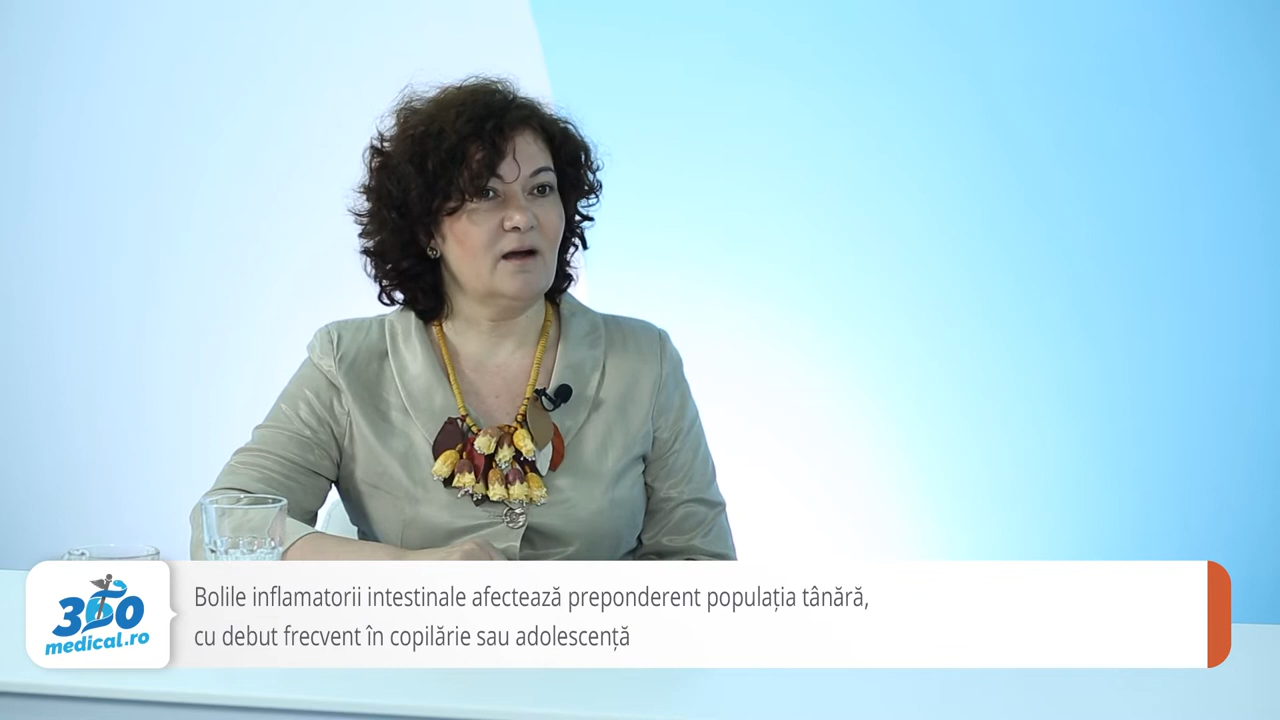 Bolile inflamatorii intestinale afectează preponderent populația tânără,
cu debut frecvent în copilărie sau adolescență
360
medical.ro